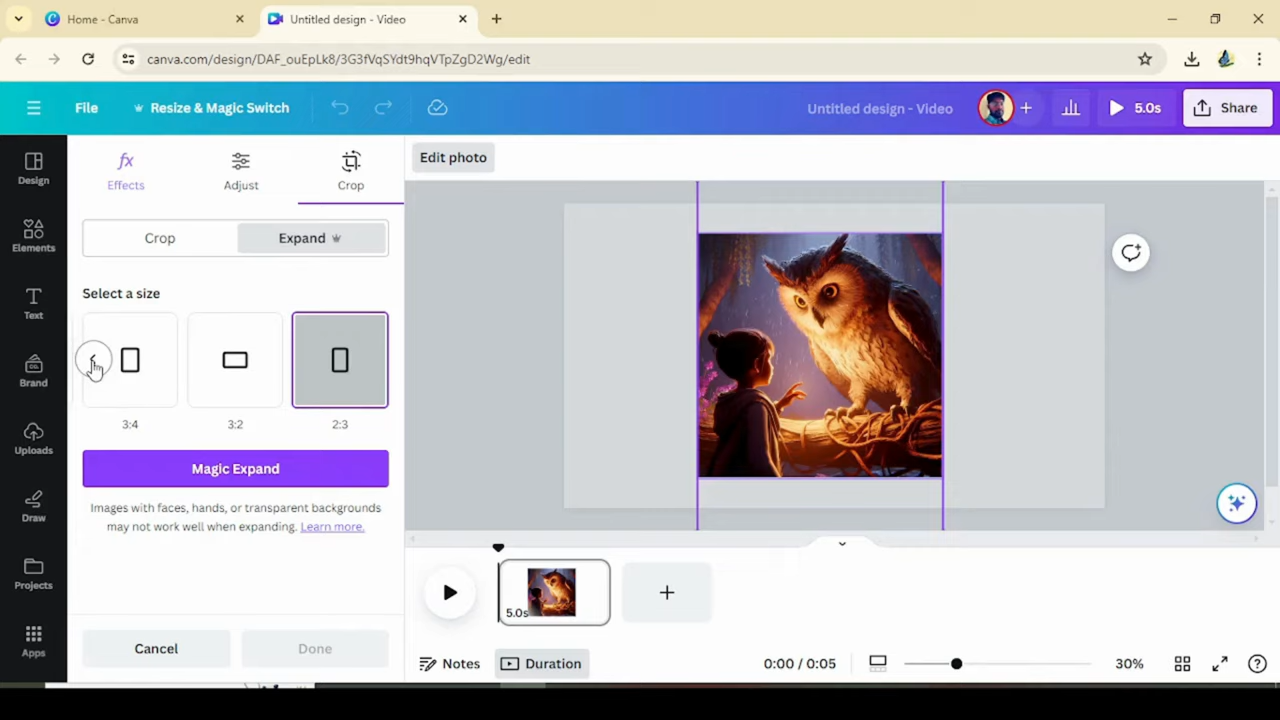 Home - Canva
Untitled design - Video
canva.com/design/DAF_ouEpLk8/3G3fVqSYdt9hqVTpZgD2Wg/edit
File
Resize & Magic Switch
Untitled design - Video
5.0s
Share
Design
Elements
Text
Brand
Uploads
Draw
Projects
Apps
fx
Effects
Adjust
Crop
Edit photo
Crop
Expand
Select a size
3:4
3:2
2:3
Magic Expand
Images with faces, hands, or transparent backgrounds
may not work well when expanding. Learn more.
Cancel
Done
5.0s
Notes
Duration
0:00 / 0:05
30%